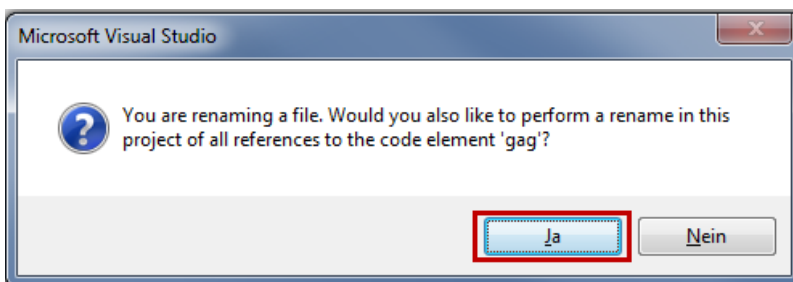 Microsoft Visual Studio
You are renaming a file. Would you also like to perform a rename in this
project of all references to the code element 'gag'?
Ja
Nein